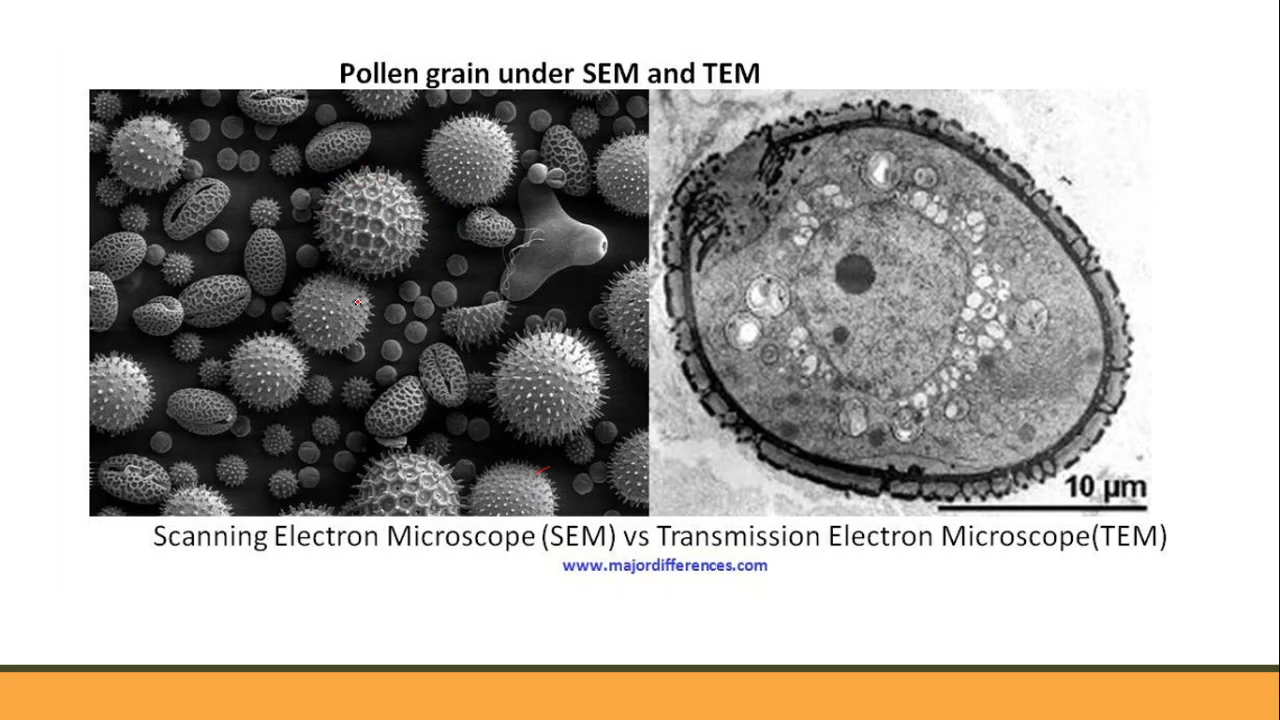 Pollen grain under SEM and TEM
10 µm
Scanning Electron Microscope (SEM) vs Transmission Electron Microscope(TEM)
www.majordifferences.com